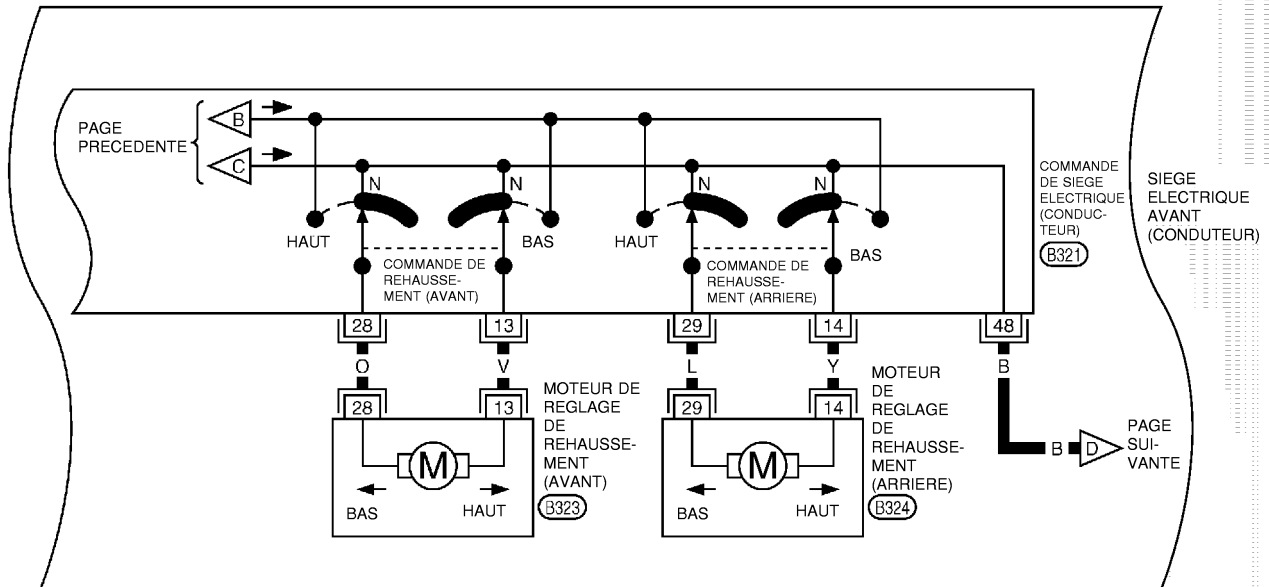 PAGE
PRECEDENTE
B
C
N
N
N
N
HAUT
BAS
HAUT
BAS
COMMANDE DE
REHAUSSE-
MENT (AVANT)
COMMANDE DE
REHAUSSE-
MENT (ARRIERE)
COMMANDE
DE SIEGE
ELECTRIQUE
(CONDUC-
TEUR)
B321
SIEGE
ELECTRIQUE
AVANT
(CONDUTEUR)
28
13
29
14
48
O
V
L
Y
B
28
13
29
14
M
BAS
HAUT
MOTEUR DE
REGLAGE
DE
REHAUSSE-
MENT
(AVANT)
B323
M
BAS
HAUT
MOTEUR
DE
REGLAGE
DE
REHAUSSE-
MENT
(ARRIERE)
B324
B
D
PAGE
SUI-
VANTE